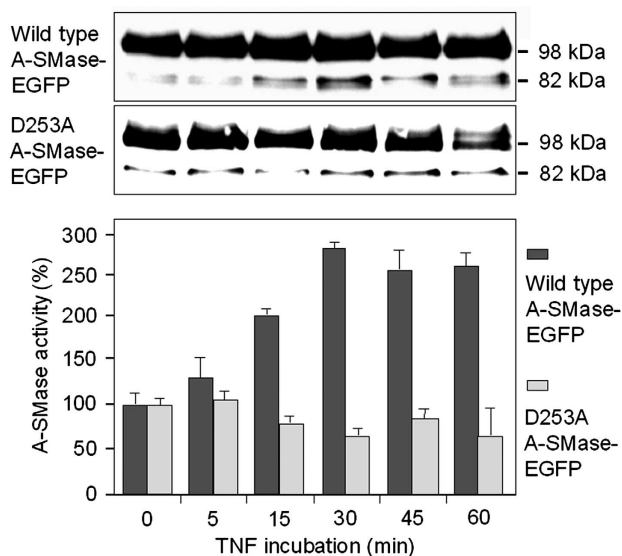 Wild type
A-SMase-
EGFP
- 98 kDa
- 82 kDa
D253A
A-SMase-
EGFP
- 98 kDa
- 82 kDa
A-SMase activity (%)
300
250
200
150
100
50
0
0 5 15 30 45 60
TNF incubation (min)
Wild type
A-SMase-
EGFP
D253A
A-SMase-
EGFP